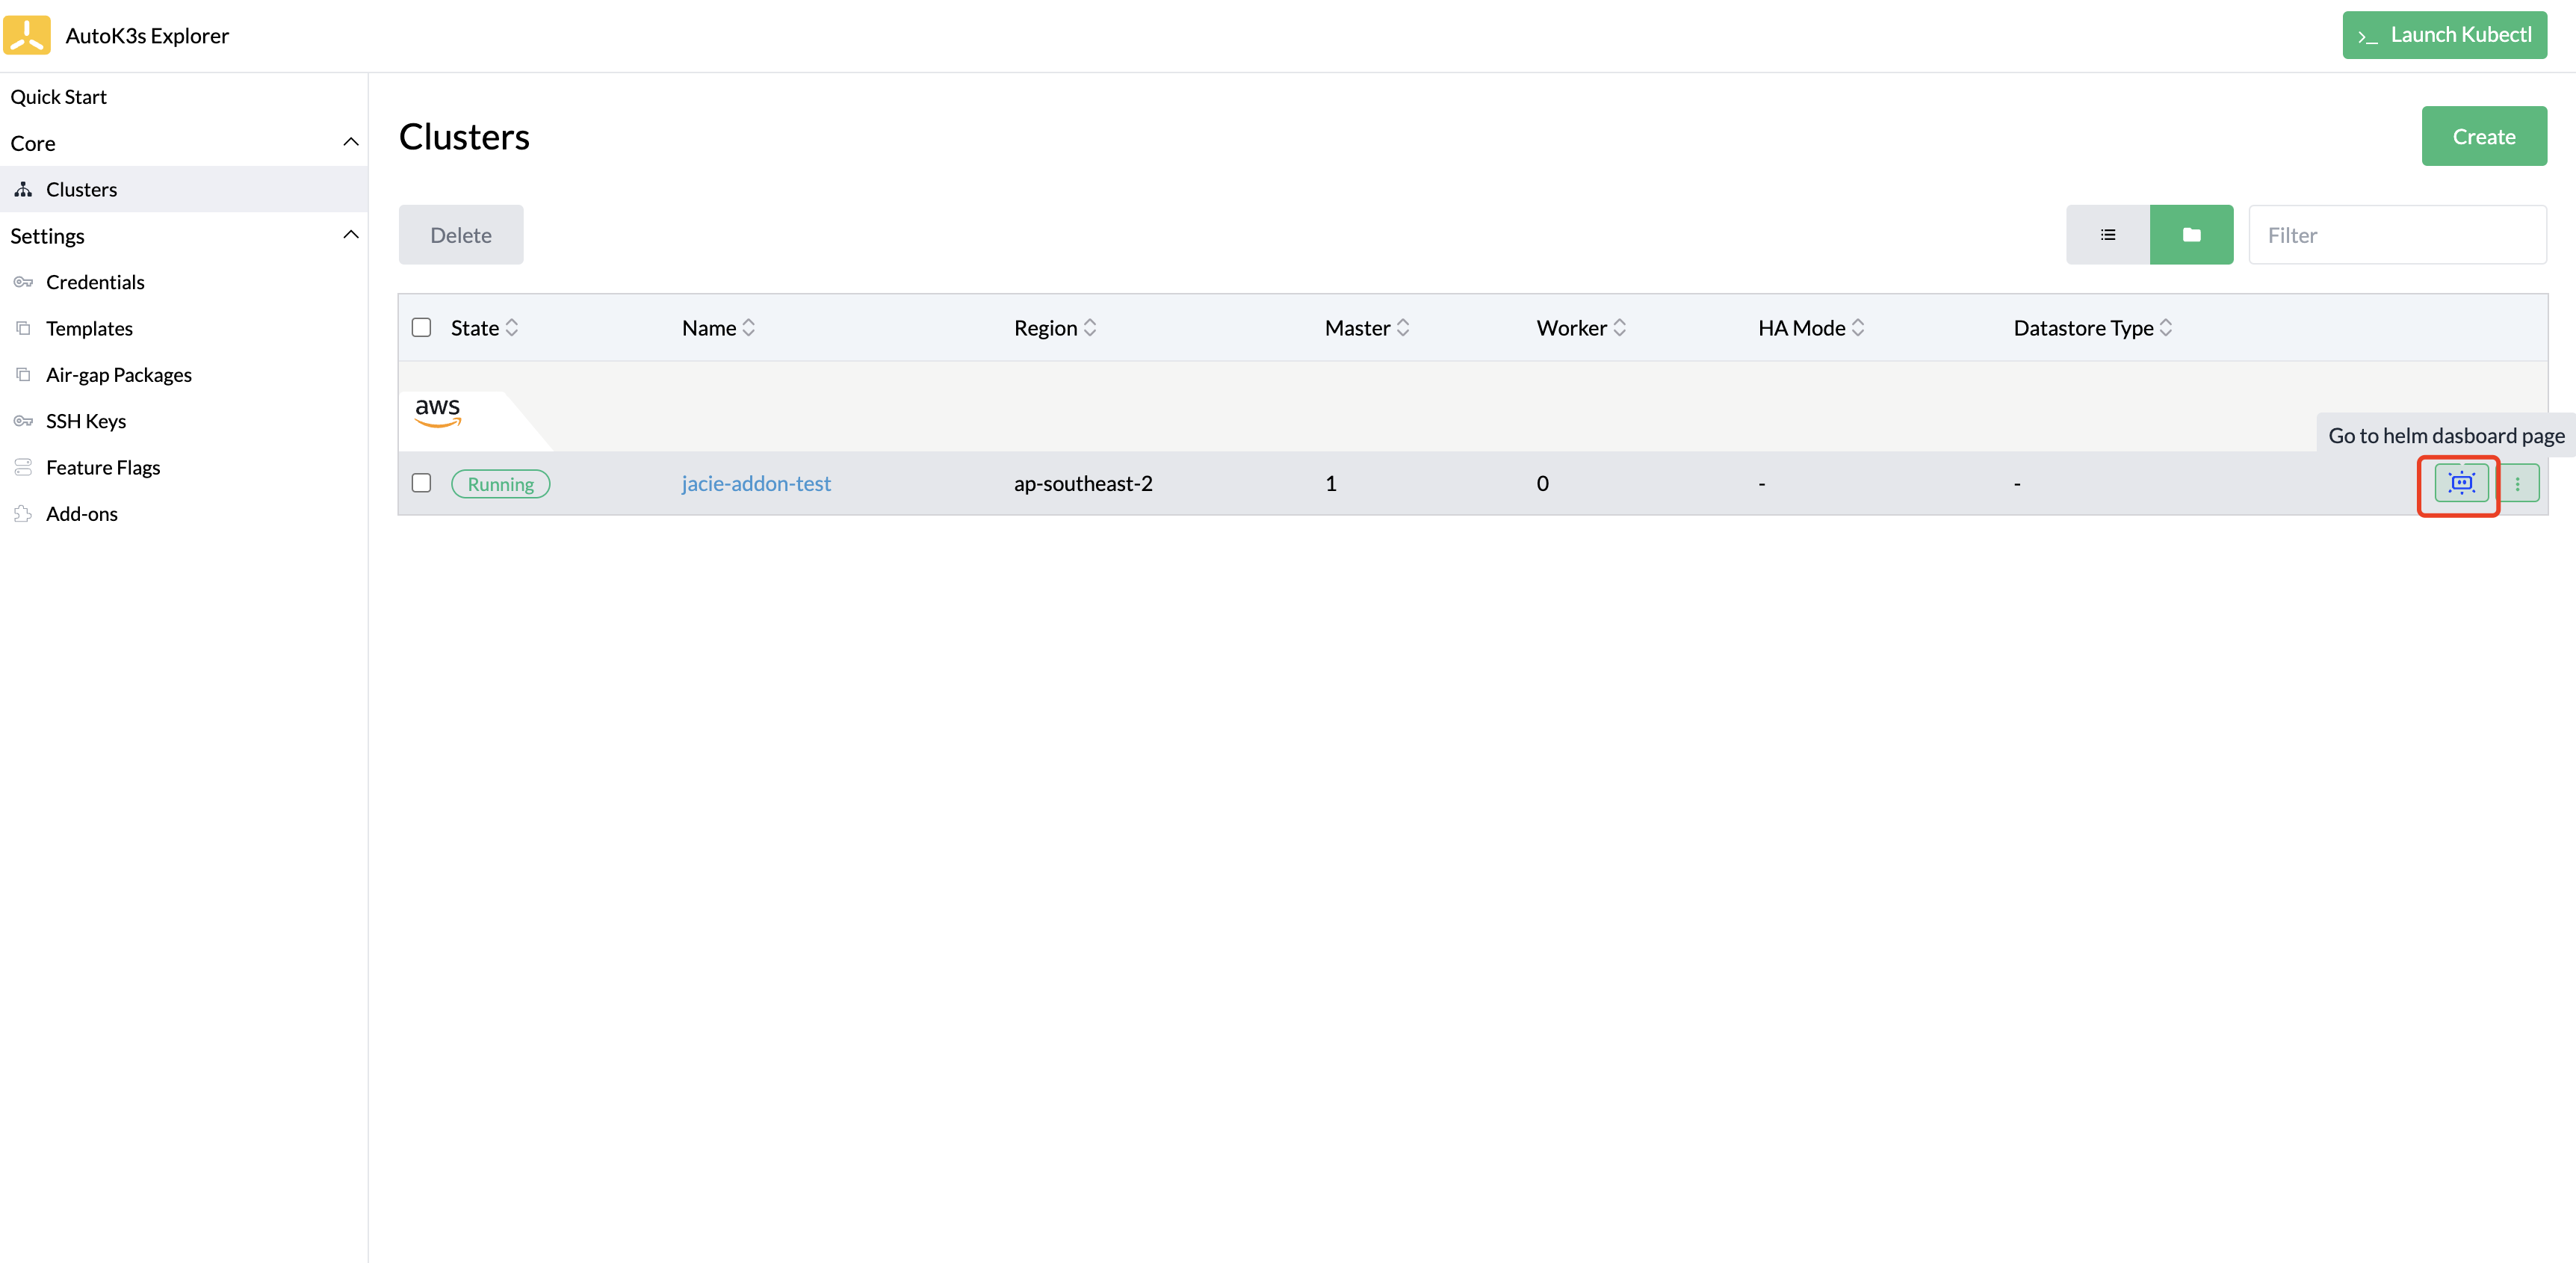 AutoK3s Explorer
>_ Launch Kubectl
Quick Start
Core
Clusters
Settings
Credentials
Templates
Air-gap Packages
SSH Keys
Feature Flags
Add-ons
Clusters
Create
Delete
Filter
State Name Region Master Worker HA Mode Datastore Type
aws
Go to helm dasboard page
Running jacie-addon-test ap-southeast-2 1 0 - -